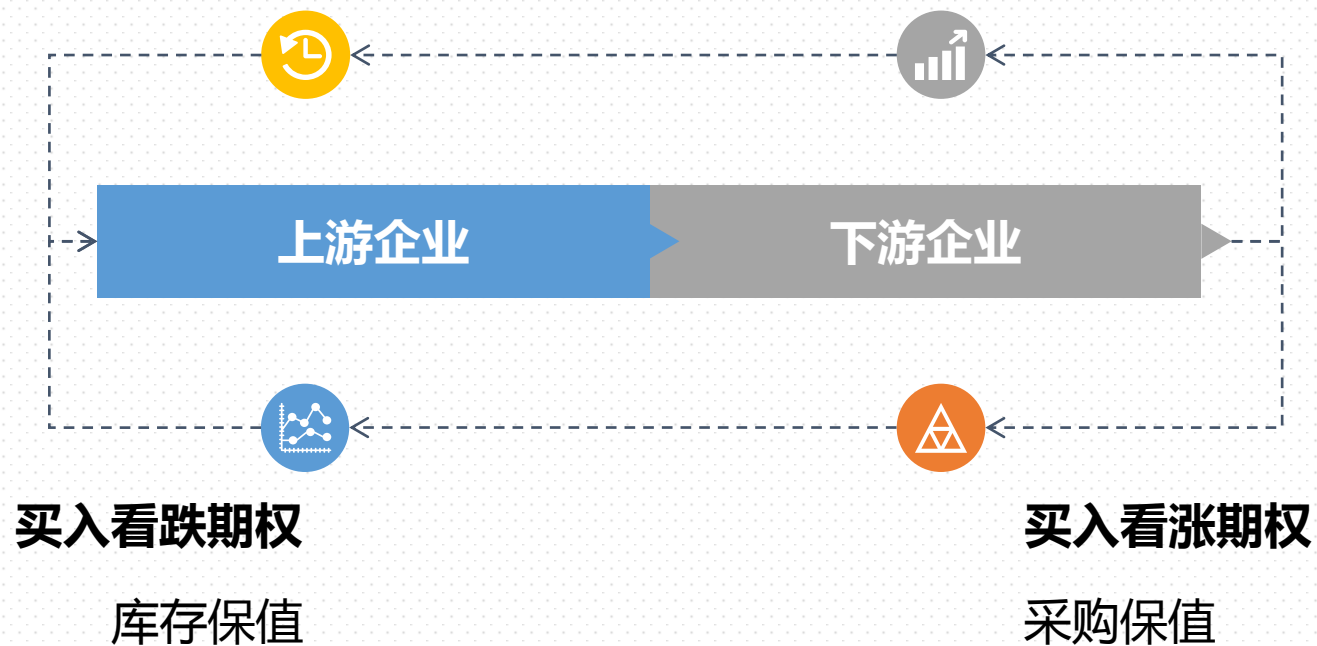 上游企业
下游企业
买入看跌期权
买入看涨期权
库存保值
采购保值